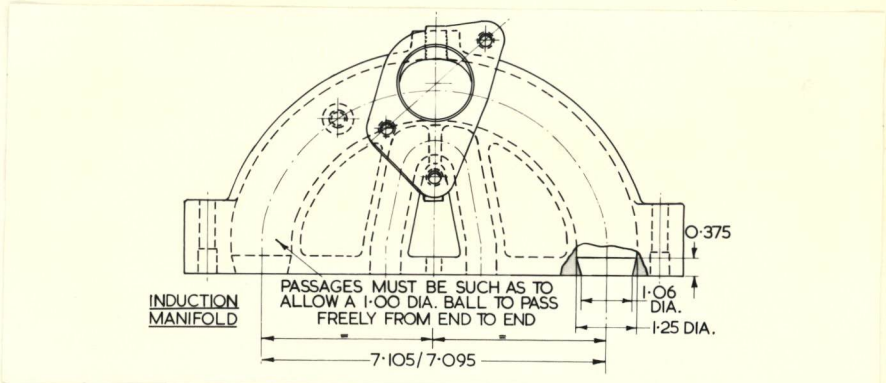 0·375
PASSAGES MUST BE SUCH AS TO
ALLOW A 1·00 DIA. BALL TO PASS
FREELY FROM END TO END
INDUCTION
MANIFOLD
1·06
DIA.
1·25 DIA.
=
=
7·105/7·095